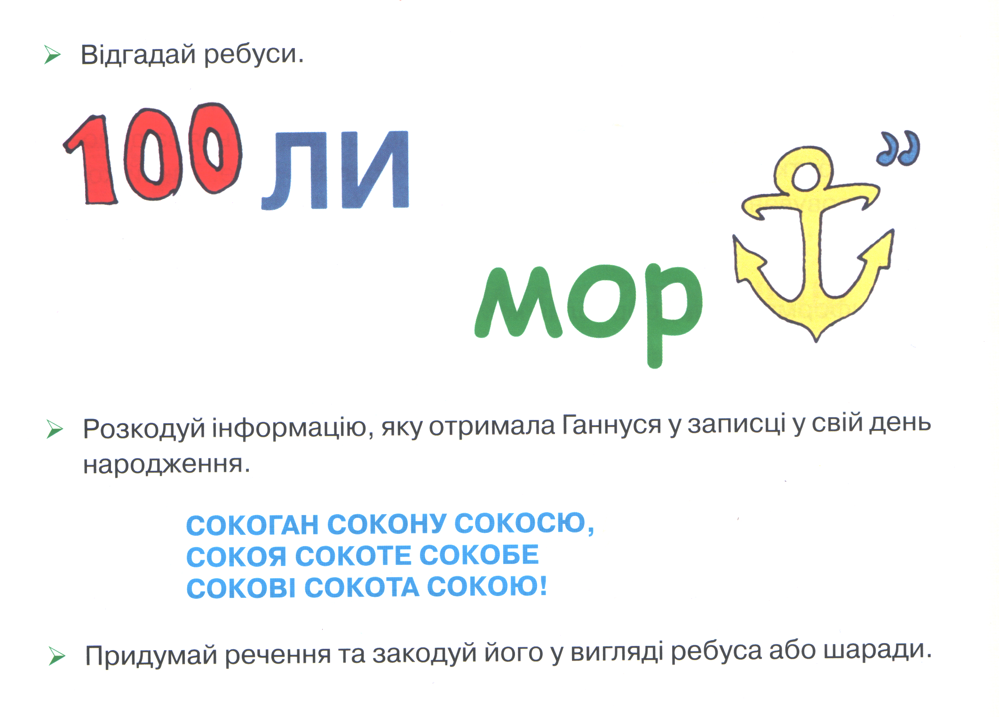 Відгадай ребуси.
100 ЛИ
мор ”
Розкодуй інформацію, яку отримала Ганнуся у записці у свій день
народження.
СОКОГАН СОКОНУ СОКОСЮ,
СОКОЯ СОКОТЕ СОКОБЕ
СОКОВІ СОКОТА СОКОЮ!
Придумай речення та закодуй його у вигляді ребуса або шаради.